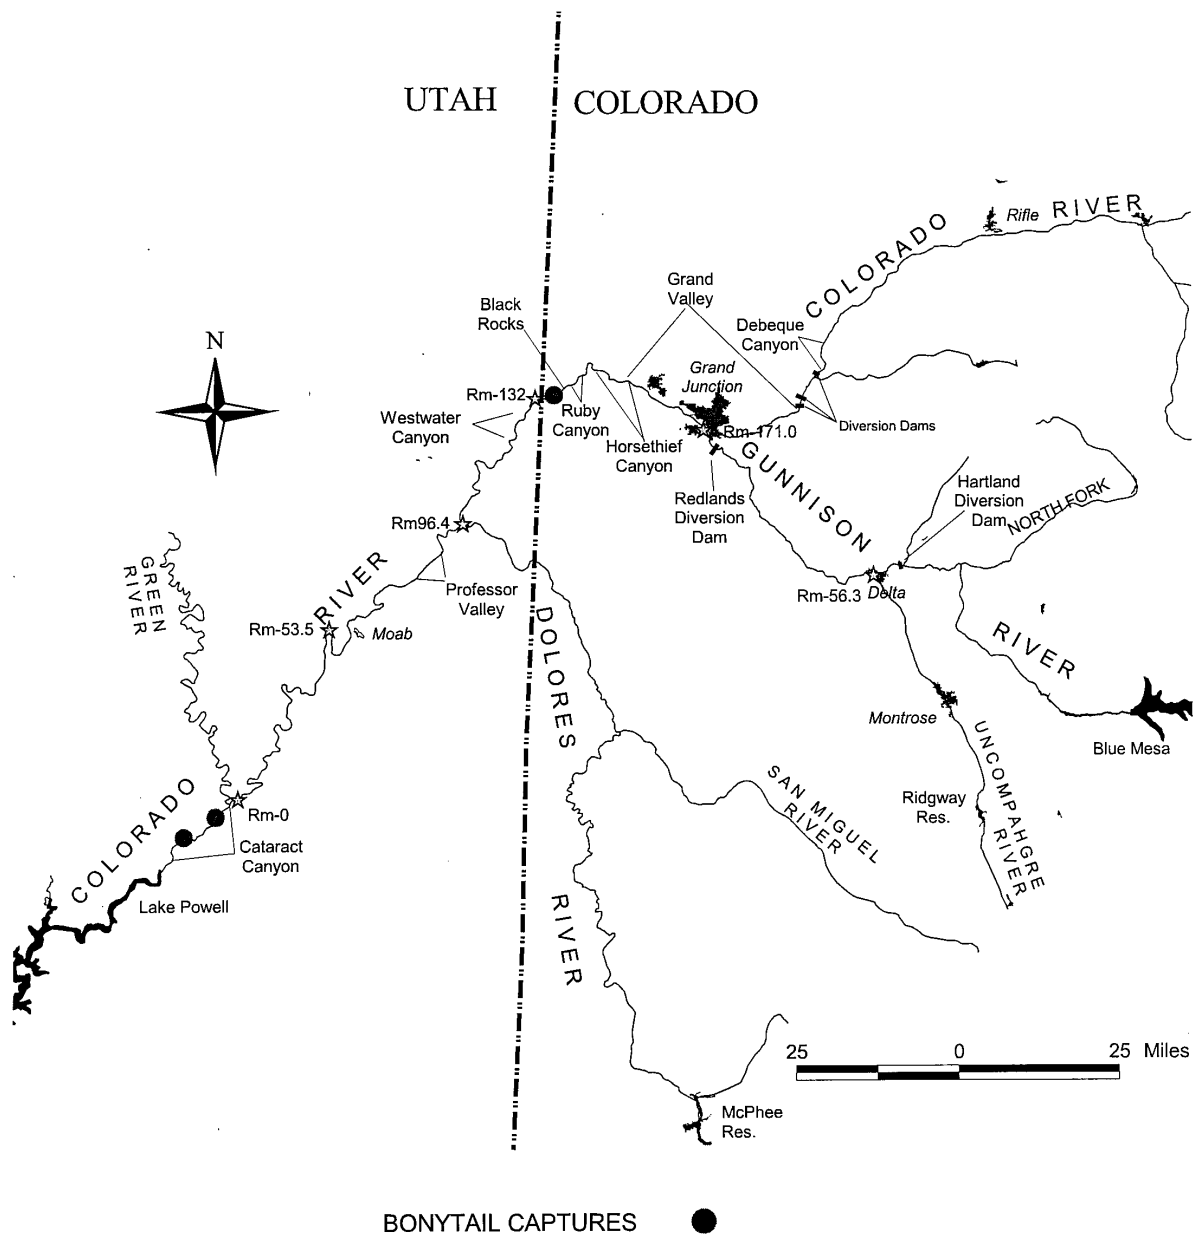 UTAH
COLORADO
COLORADO
RIVER
Rifle
Grand
Valley
Black
Rocks
Debeque
Canyon
N
Grand
Junction
Rm-132
Westwater
Canyon
Ruby
Canyon
Diversion Dams
Rm-171.0
Horsethief
Canyon
GUNNISON
Redlands
Diversion
Dam
Hartland
Diversion
Dam
NORTH FORK
Rm96.4
GREEN
RIVER
RIVER
Professor
Valley
Rm-56.3
Delta
Rm-53.5
Moab
DOLORES
RIVER
Montrose
Blue Mesa
UNCOMPAHGRE
RIVER
SAN MIGUEL
RIVER
Ridgway
Res.
COLORADO
Rm-0
Cataract
Canyon
Lake Powell
RIVER
25
0
25 Miles
McPhee
Res.
BONYTAIL CAPTURES